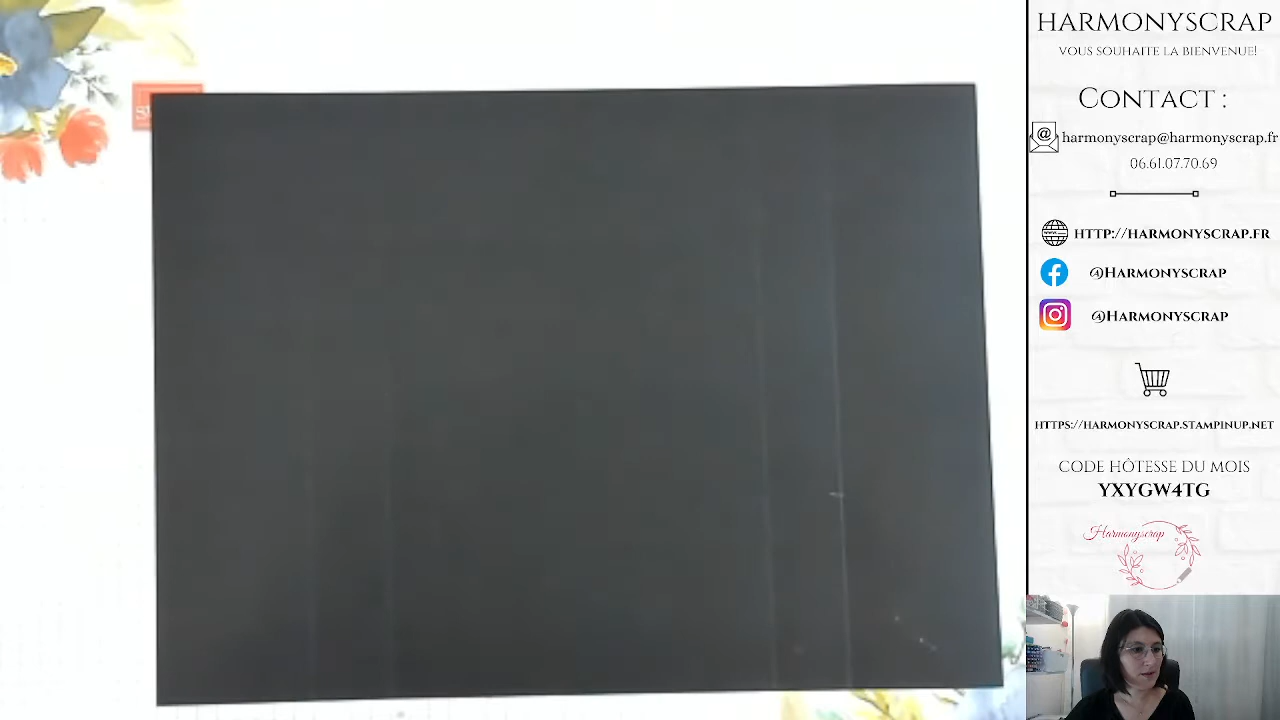 HARMONYSCRAP
VOUS SOUHAITE LA BIENVENUE!
CONTACT :
harmonyscrap@harmonyscrap.fr
06.61.07.70.69
HTTP://HARMONYSCRAP.FR
@HARMONYSCRAP
@HARMONYSCRAP
HTTPS://HARMONYSCRAP.STAMPINUP.NET
CODE HÔTESSE DU MOIS
YXYGW4TG
Harmonyscrap